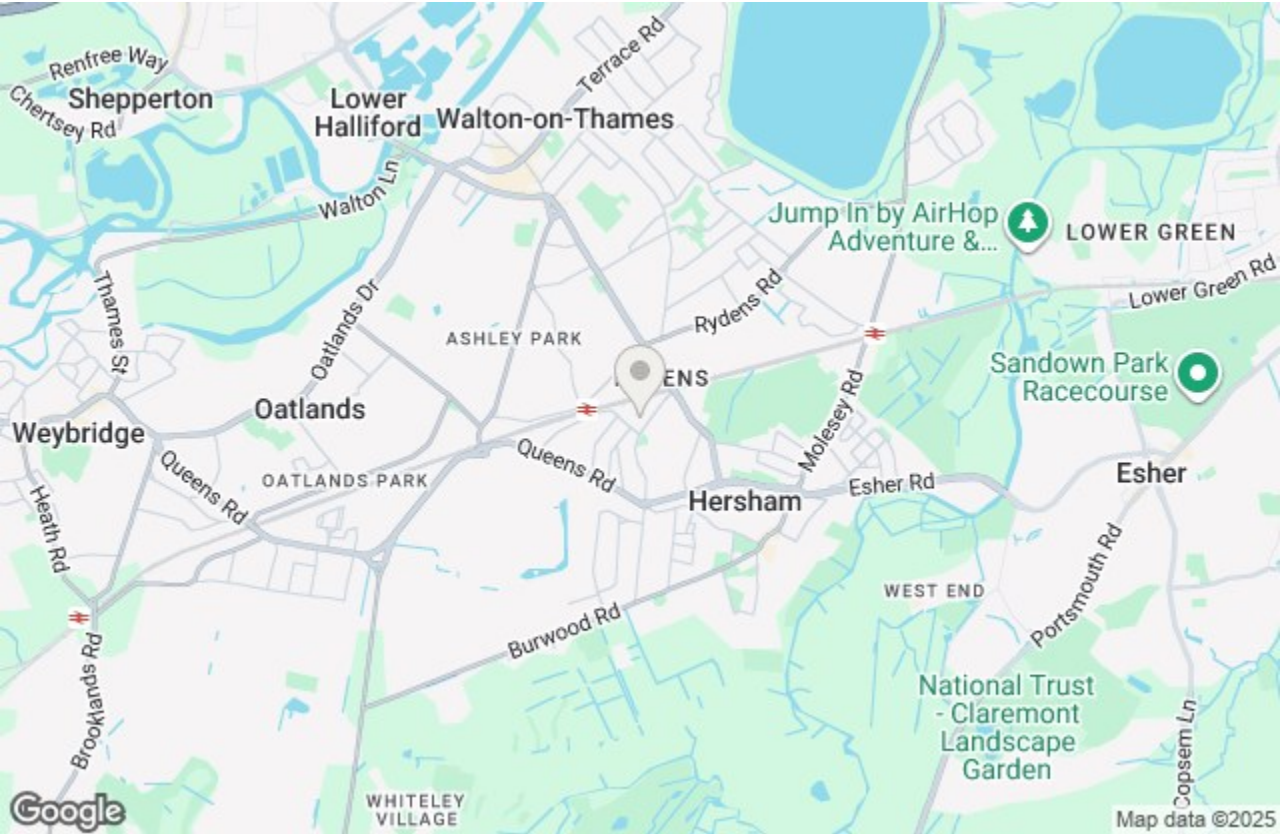 Renfree Way
Chertsey Rd
Shepperton
Lower
Halliford
Walton-on-Thames
Terrace Rd
Walton Ln
Jump In by AirHop
Adventure &...
LOWER GREEN
Lower Green Rd
Thames St
Oatlands Dr
Rydens Rd
ASHLEY PARK
ENS
Sandown Park
Racecourse
Oatlands
Weybridge
Molesey Rd
Queens Rd
Queens Rd
OATLANDS PARK
Hersham
Esher Rd
Esher
Heath Rd
WEST END
Portsmouth Rd
Burwood Rd
Brooklands Rd
National Trust
- Claremont
Landscape
Garden
Copsem Ln
WHITELEY
VILLAGE
Google
Map data ©2025